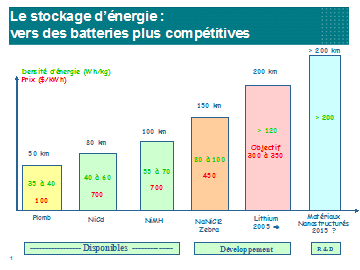 Le stockage d'énergie :
vers des batteries plus compétitives
> 200 km
Densité d'énergie (Wh/kg)
Prix ($/kWh)
200 km
150 km
100 km
80 km
50 km
35 à 40
100
40 à 60
700
55 à 70
700
80 à 100
450
> 120
Objectif
300 à 350
> 200
Plomb
NiCd
NiMH
NaNiCl2
Zebra
Lithium
2005 ➔
Matériaux
Nanostructurés
2015 ?
Disponibles
Développement
R & D